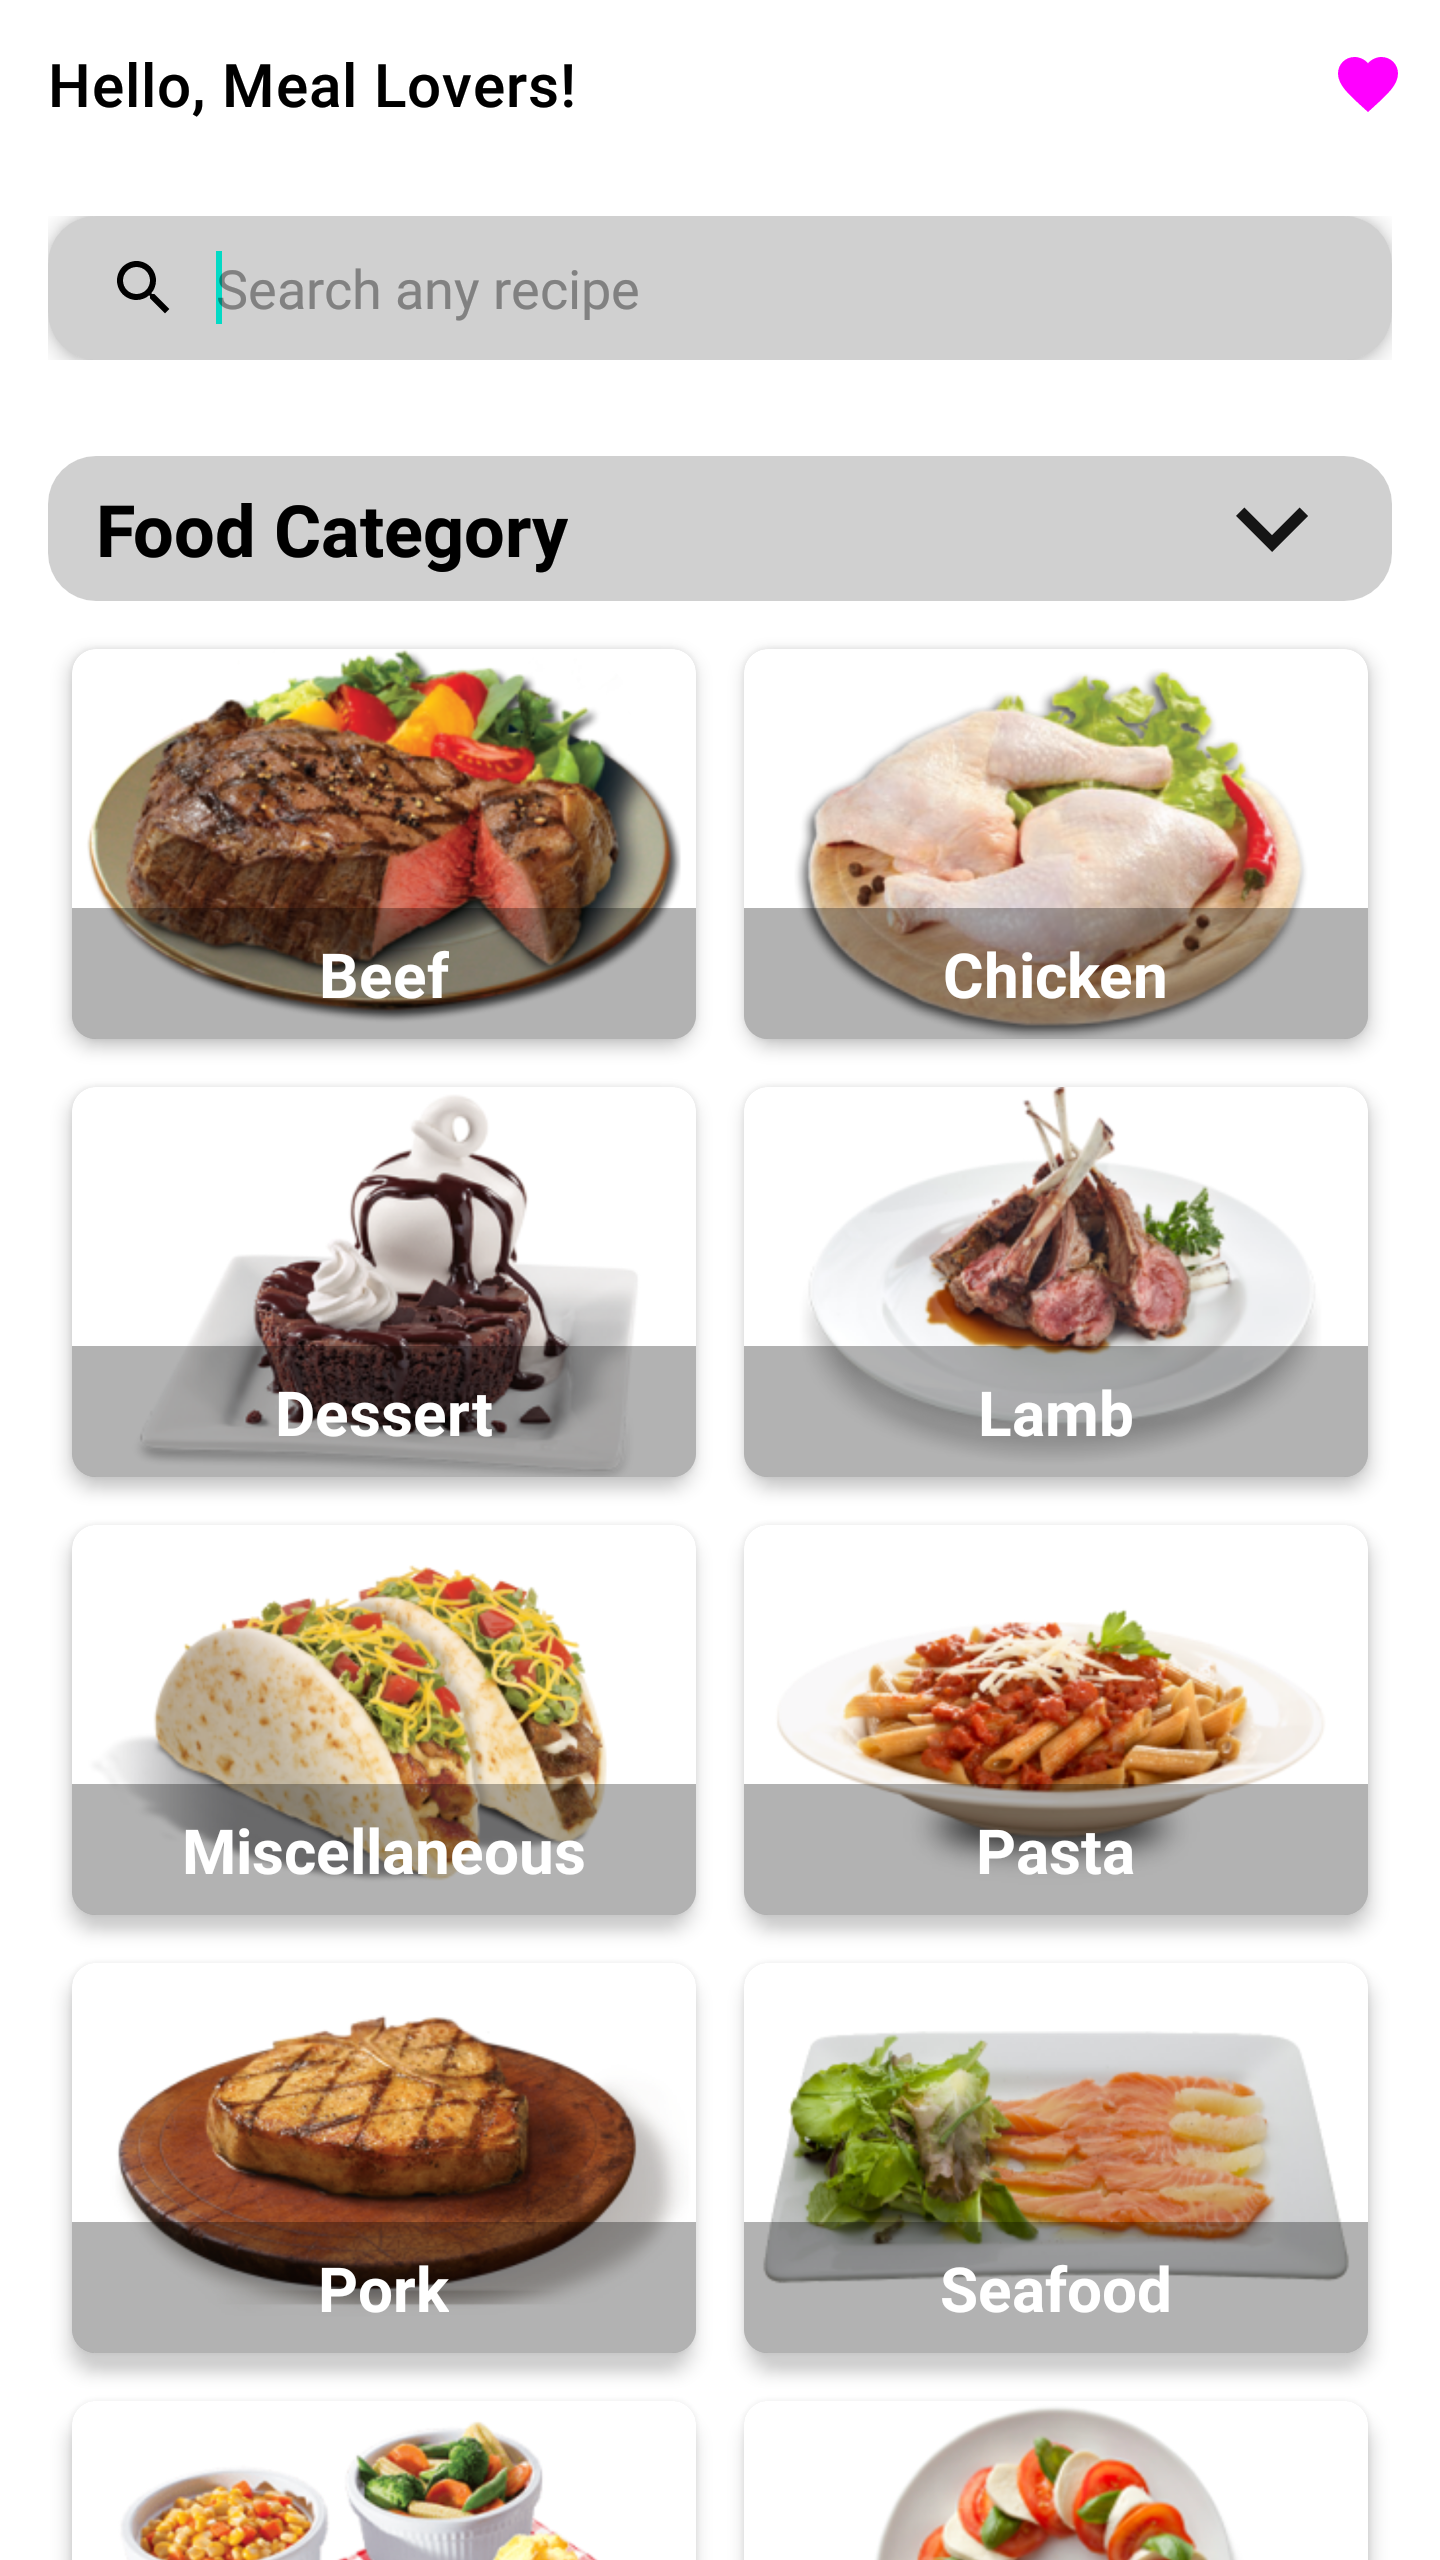 Hello, Meal Lovers!
Search any recipe
Food Category
Beef
Chicken
Dessert
Lamb
Miscellaneous
Pasta
Pork
Seafood